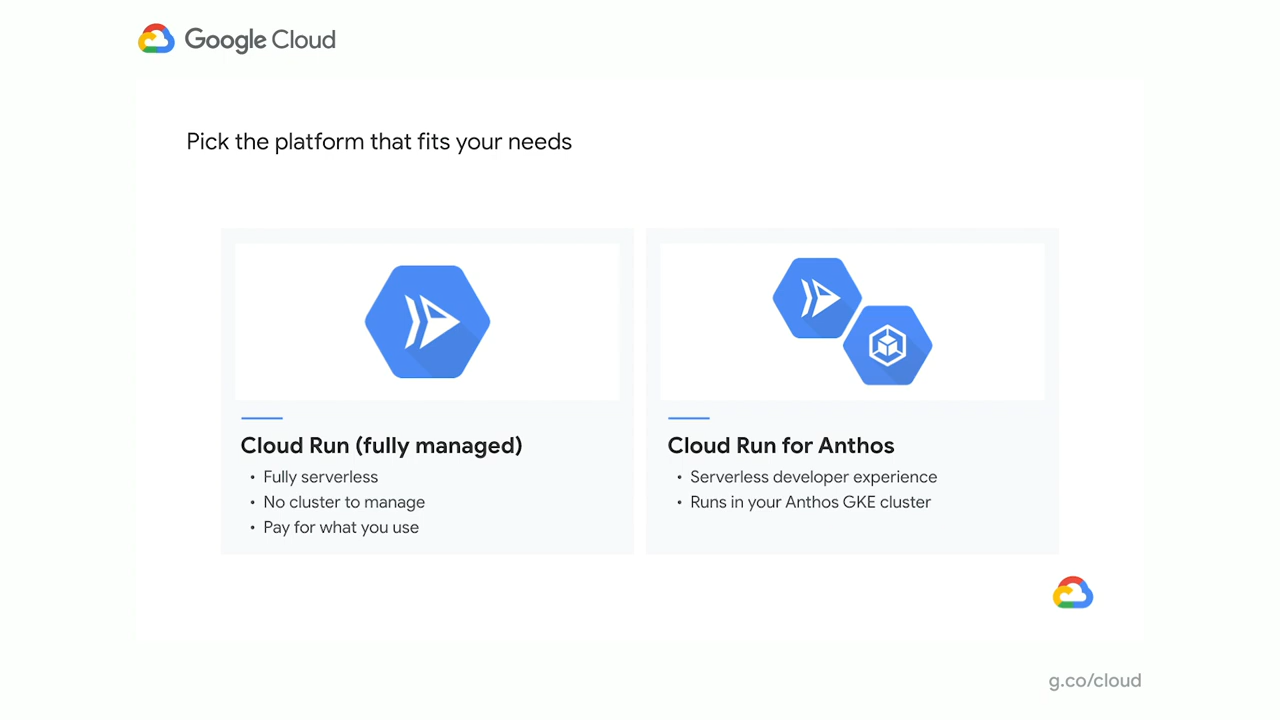 Google Cloud
Pick the platform that fits your needs
Cloud Run (fully managed)
• Fully serverless
• No cluster to manage
• Pay for what you use
Cloud Run for Anthos
• Serverless developer experience
• Runs in your Anthos GKE cluster
g.co/cloud